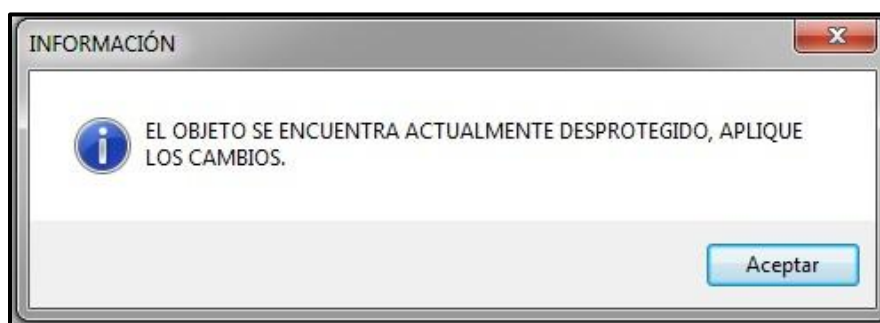 INFORMACIÓN
EL OBJETO SE ENCUENTRA ACTUALMENTE DESPROTEGIDO, APLIQUE
LOS CAMBIOS.
Aceptar